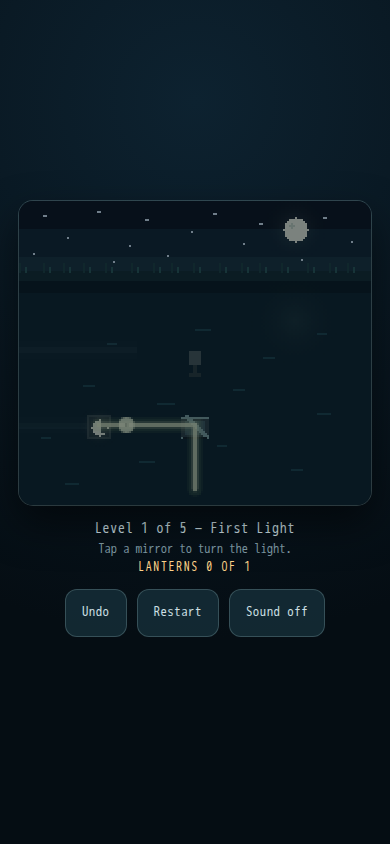 Level 1 of 5 — First Light
Tap a mirror to turn the light.
LANTERNS 0 OF 1
Undo
Restart
Sound off